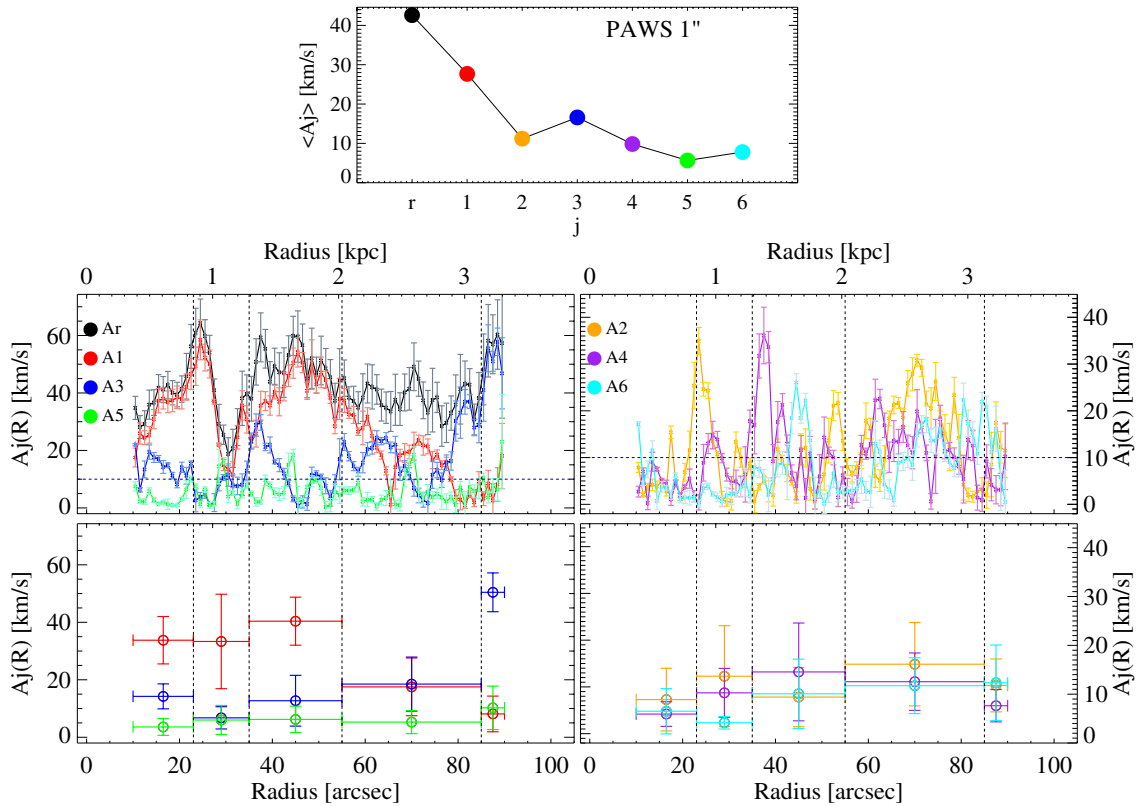 PAWS 1"
<Aj> [km/s]
40
30
20
10
0
r 1 2 3 4 5 6
j
Radius [kpc] Radius [kpc]
0 1 2 3 0 1 2 3
Aj(R) [km/s]
60
40
20
0
Ar
A1
A3
A5
A2
A4
A6
40
30
20
10
0
Aj(R) [km/s]
Aj(R) [km/s]
60
40
20
0
40
30
20
10
0
Aj(R) [km/s]
0 20 40 60 80 100 0 20 40 60 80 100
Radius [arcsec] Radius [arcsec]